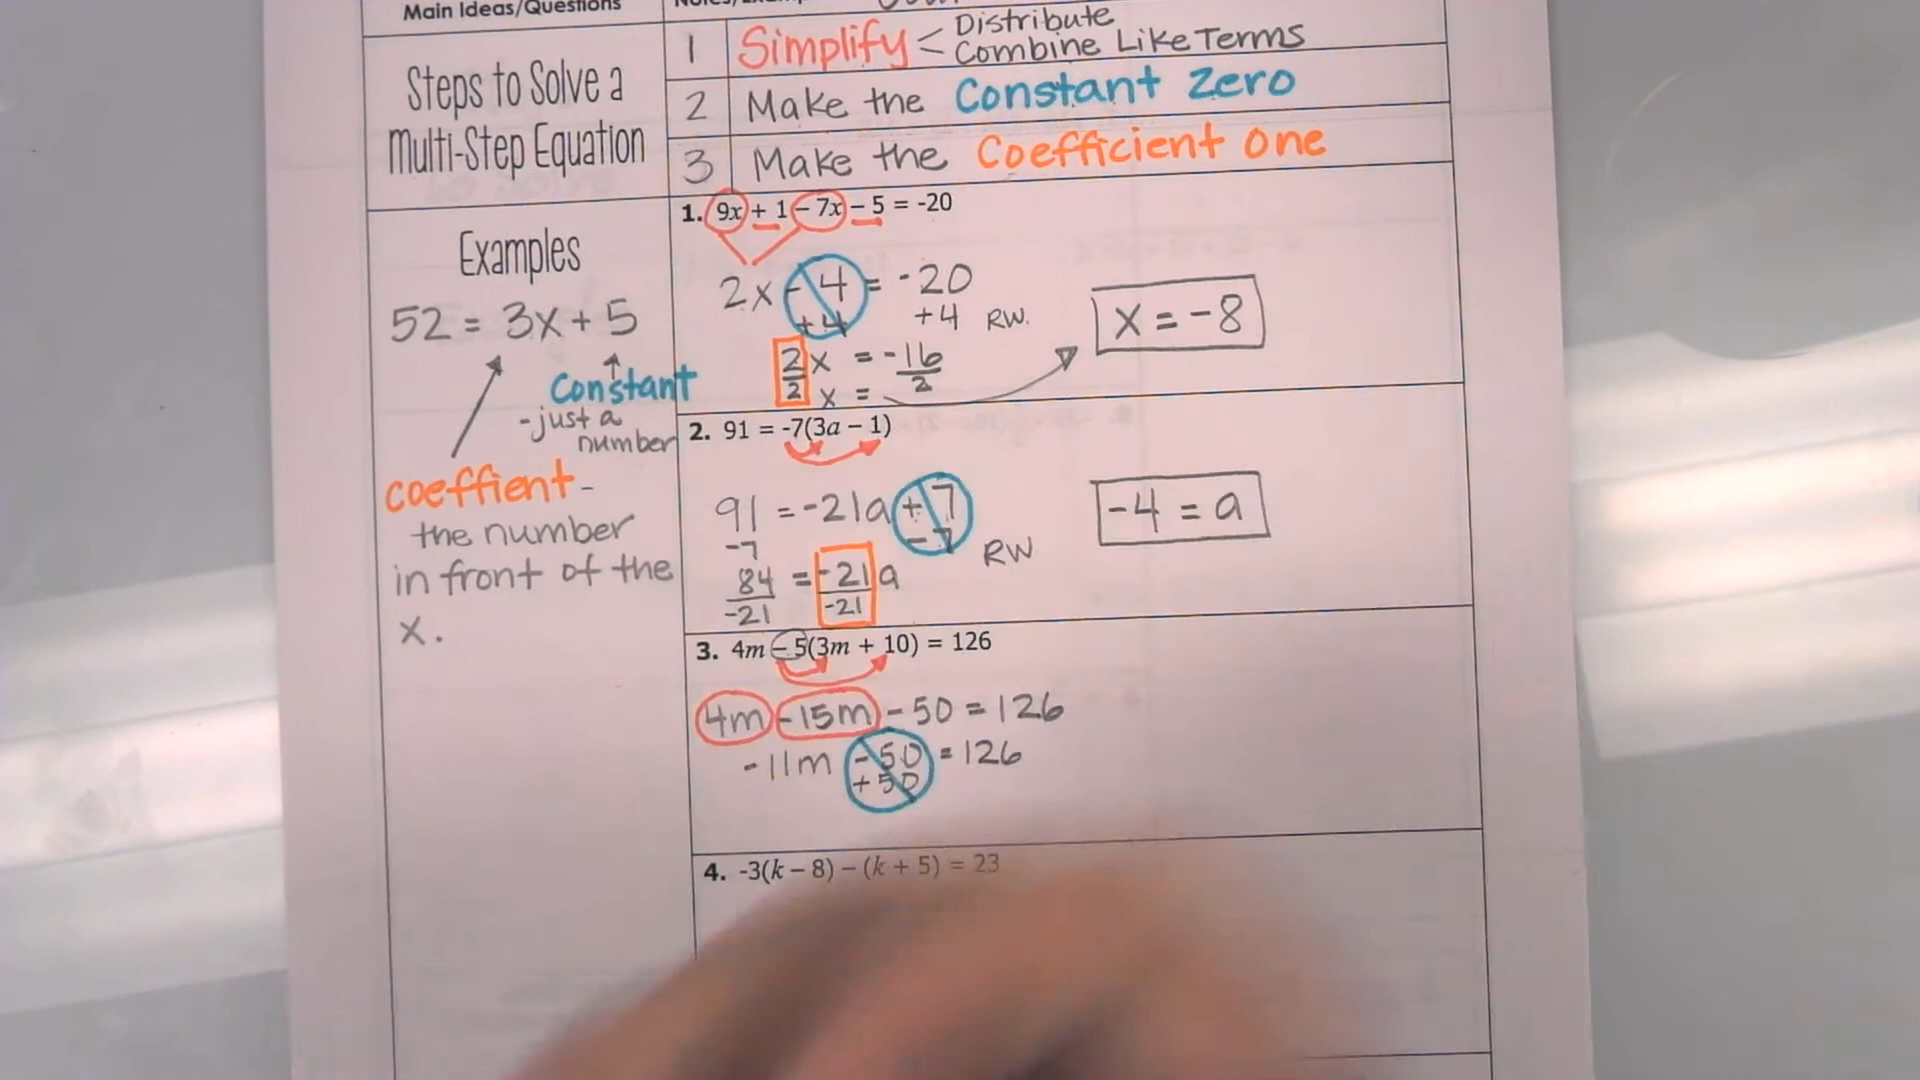 Main Ideas/Questions
1 Simplify < Distribute
Combine Like Terms
Steps to Solve a
Multi-Step Equation
2 Make the Constant Zero
3 Make the Coefficient One
Examples
52 = 3x + 5
Constant
- just a
number
coeffient -
the number
in front of the
x.
1. 9x + 1 - 7x - 5 = -20
2x - 4 = -20
+4 +4 RW.
2x = -16
2 2
x =
x = -8
2. 91 = -7(3a - 1)
91 = -21a + 7
-7 -7 RW
84 = -21a
-21 -21
-4 = a
3. 4m - 5(3m + 10) = 126
4m - 15m - 50 = 126
-11m - 50 = 126
+50
4. -3(k - 8) - (k + 5) = 23